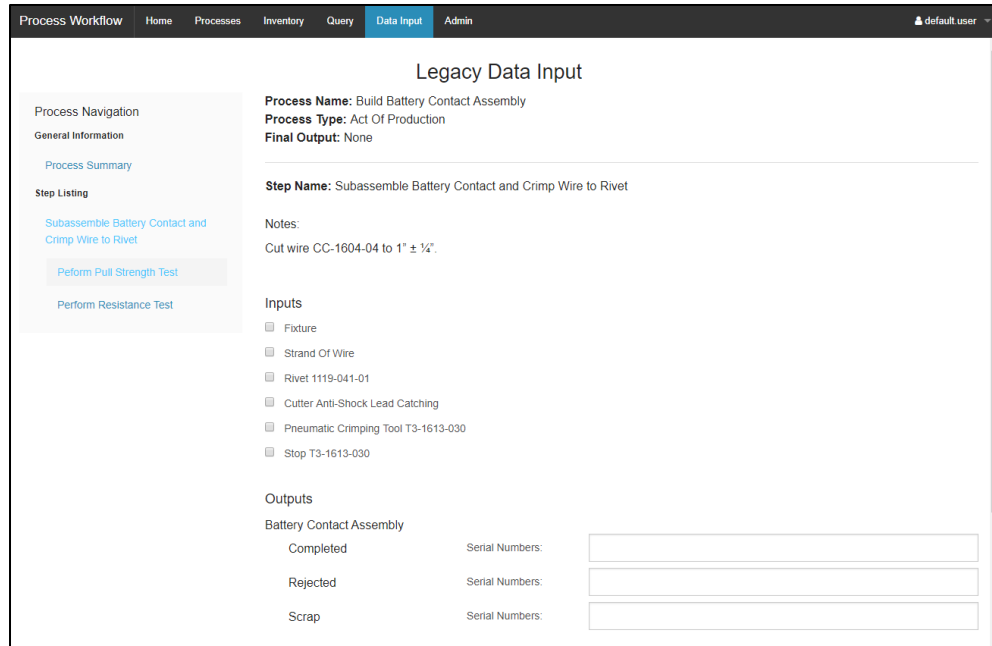 Process Workflow Home Processes Inventory Query Data Input Admin default.user
Legacy Data Input
Process Navigation
General Information
Process Summary
Step Listing
Subassemble Battery Contact and
Crimp Wire to Rivet
Peform Pull Strength Test
Perform Resistance Test
Process Name: Build Battery Contact Assembly
Process Type: Act Of Production
Final Output: None
Step Name: Subassemble Battery Contact and Crimp Wire to Rivet
Notes:
Cut wire CC-1604-04 to 1" ± ¼".
Inputs
Fixture
Strand Of Wire
Rivet 1119-041-01
Cutter Anti-Shock Lead Catching
Pneumatic Crimping Tool T3-1613-030
Stop T3-1613-030
Outputs
Battery Contact Assembly
Completed Serial Numbers:
Rejected Serial Numbers:
Scrap Serial Numbers: